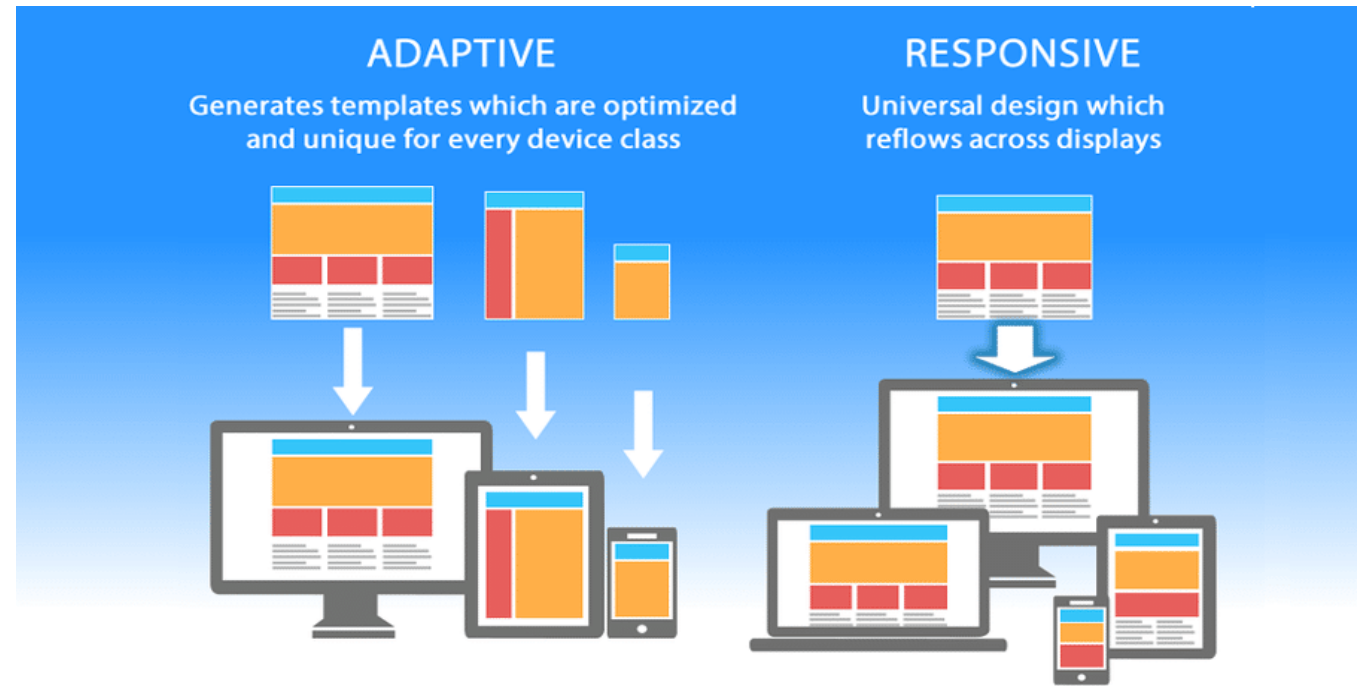 ADAPTIVE
Generates templates which are optimized
and unique for every device class
RESPONSIVE
Universal design which
reflows across displays